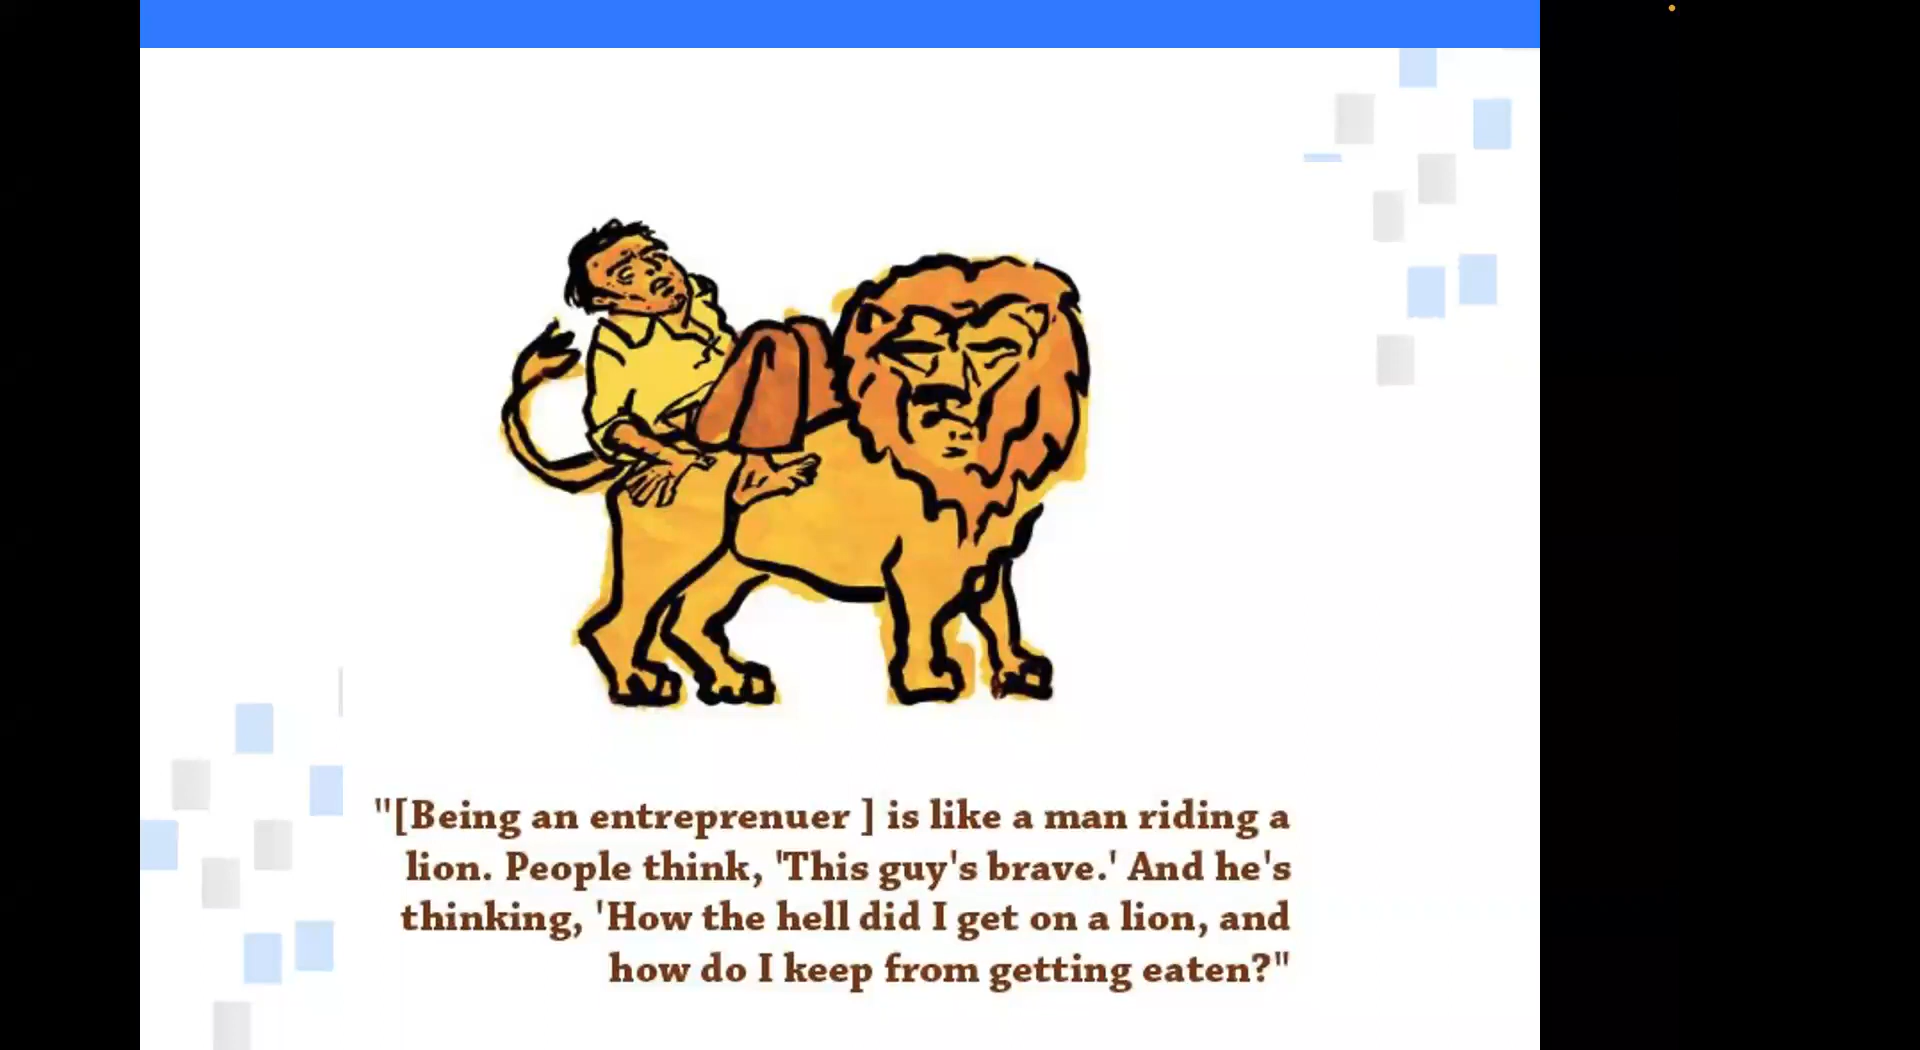 "[Being an entreprenuer ] is like a man riding a
lion. People think, 'This guy's brave.' And he's
thinking, 'How the hell did I get on a lion, and
how do I keep from getting eaten?"